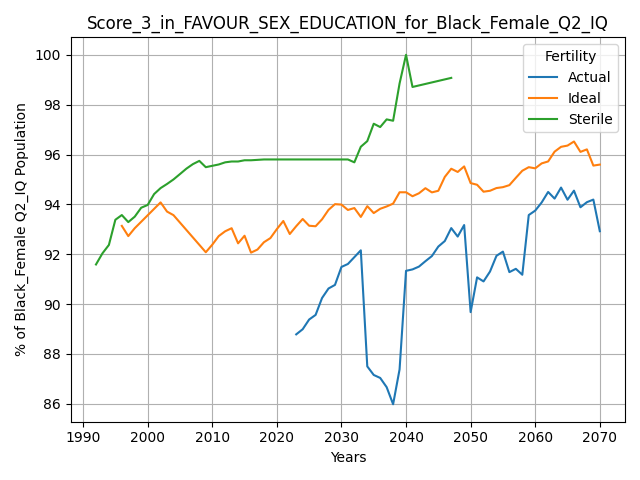 Score_3_in_FAVOUR_SEX_EDUCATION_for_Black_Female_Q2_IQ
Fertility
Actual
Ideal
Sterile
% of Black_Female Q2_IQ Population
100
98
96
94
92
90
88
86
1990 2000 2010 2020 2030 2040 2050 2060 2070
Years